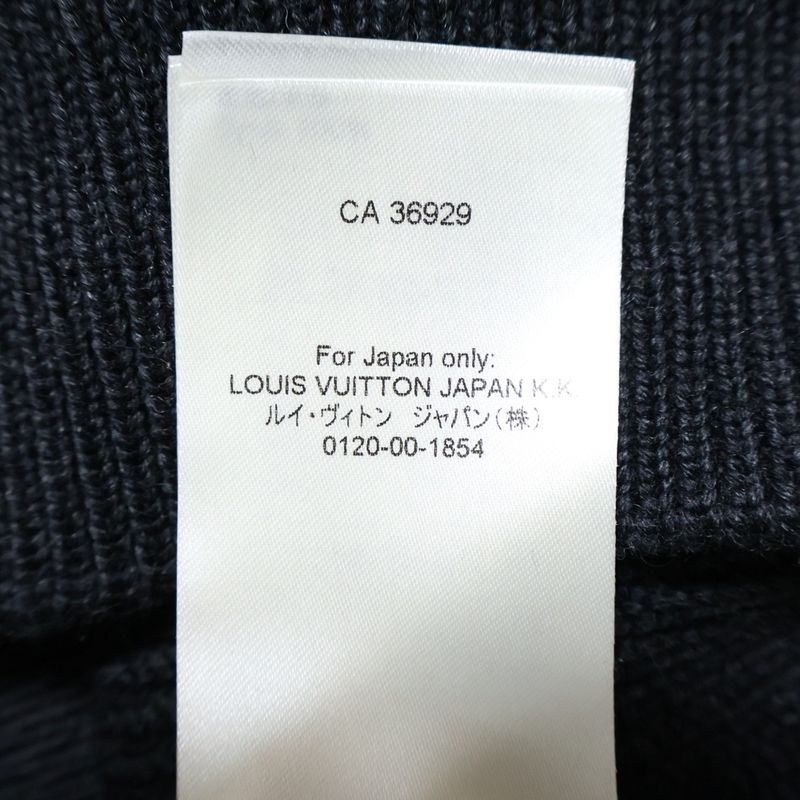 CA 36929
For Japan only:
LOUIS VUITTON JAPAN K.K.
ルイ・ヴィトン ジャパン(株)
0120-00-1854